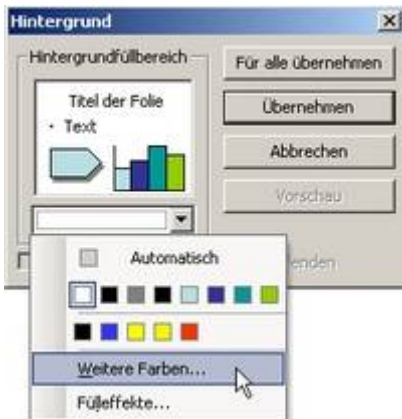 Hintergrund
Hintergrundfüllbereich
Für alle übernehmen
Titel der Folie
• Text
Übernehmen
Abbrechen
Vorschau
Automatisch
Weitere Farben...
Fülleffekte...